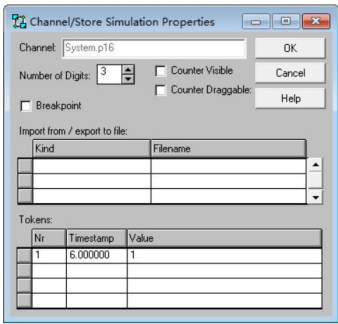 Channel/Store Simulation Properties
Channel: System.p16
OK
Number of Digits: 3
Counter Visible
Cancel
Counter Draggable:
Breakpoint
Help
Import from / export to file:
Kind Filename
Tokens:
Nr Timestamp Value
1 6.000000 1